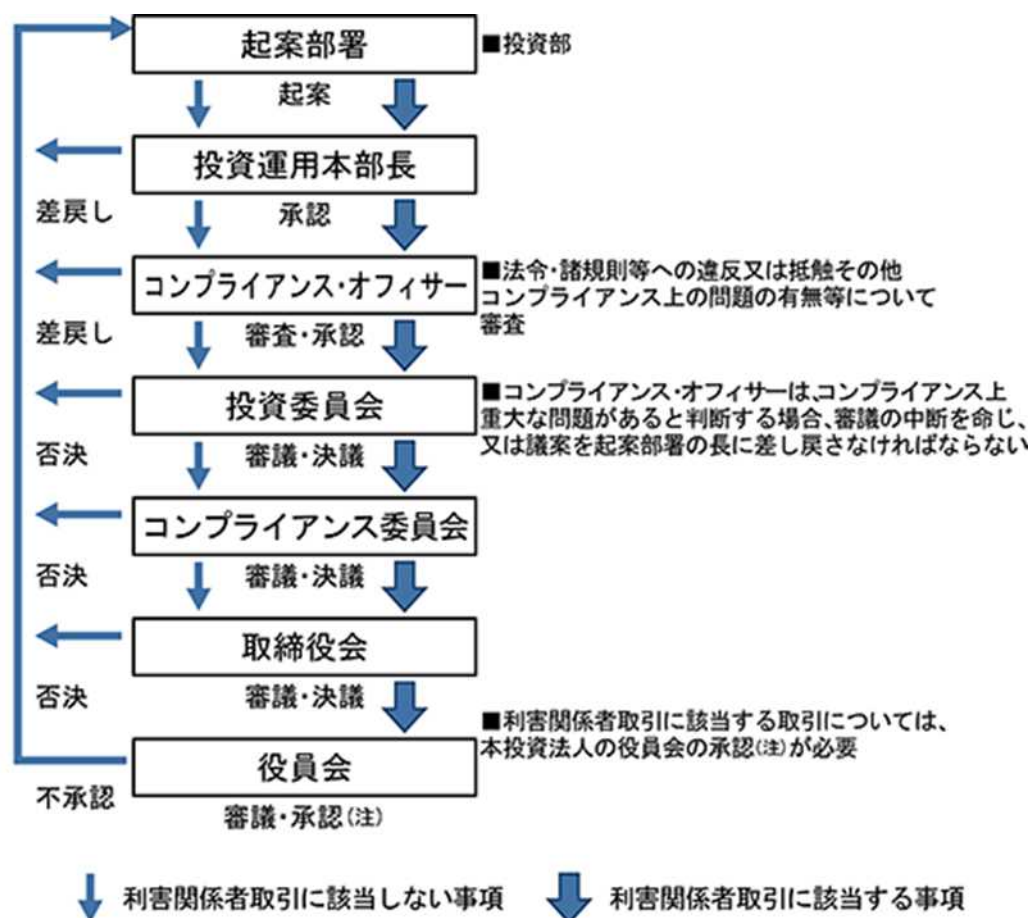 起案部署
■投資部
起案
投資運用本部長
差戻し
承認
コンプライアンス・オフィサー
■法令・諸規則等への違反又は抵触その他
コンプライアンス上の問題の有無等について
審査
差戻し
審査・承認
投資委員会
■コンプライアンス・オフィサーは、コンプライアンス上
重大な問題があると判断する場合、審議の中断を命じ、
又は議案を起案部署の長に差し戻さなければならない
否決
審議・決議
コンプライアンス委員会
否決
審議・決議
取締役会
否決
審議・決議
■利害関係者取引に該当する取引については、
本投資法人の役員会の承認(注)が必要
役員会
不承認
審議・承認(注)
利害関係者取引に該当しない事項
利害関係者取引に該当する事項